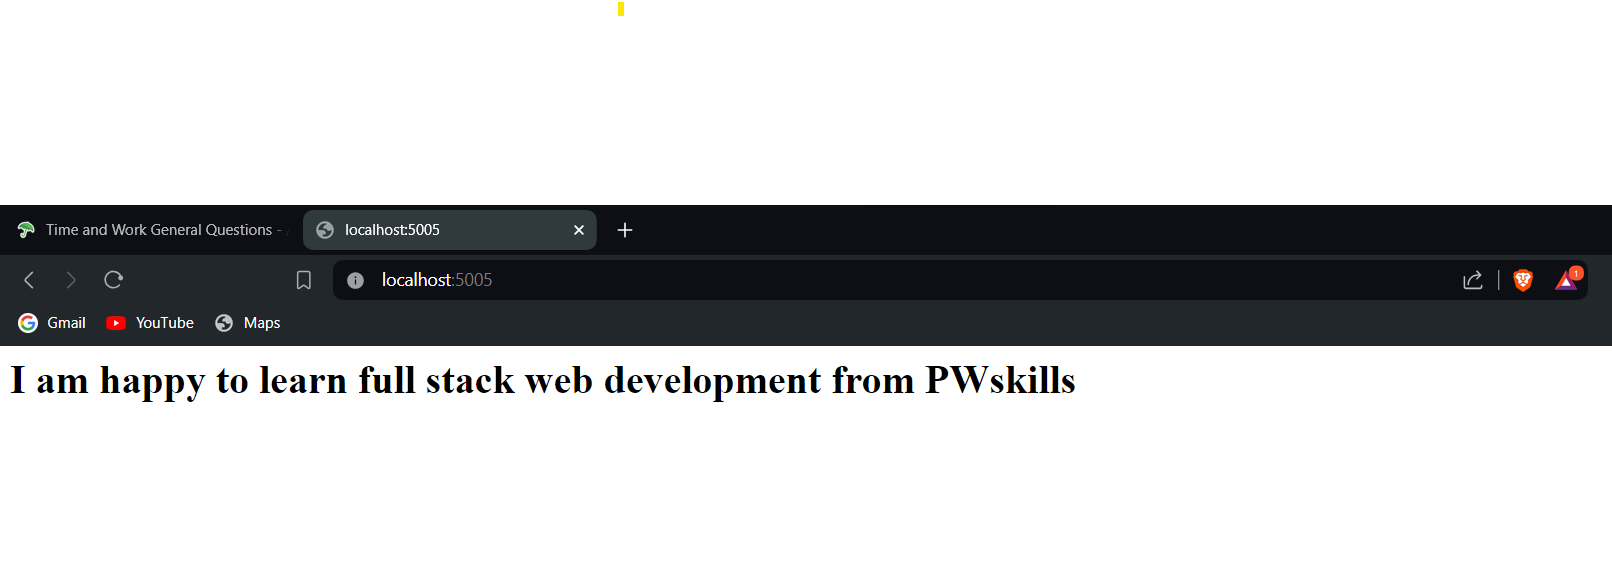 Time and Work General Questions -
localhost:5005
localhost:5005
1
Gmail
YouTube
Maps
I am happy to learn full stack web development from PWskills